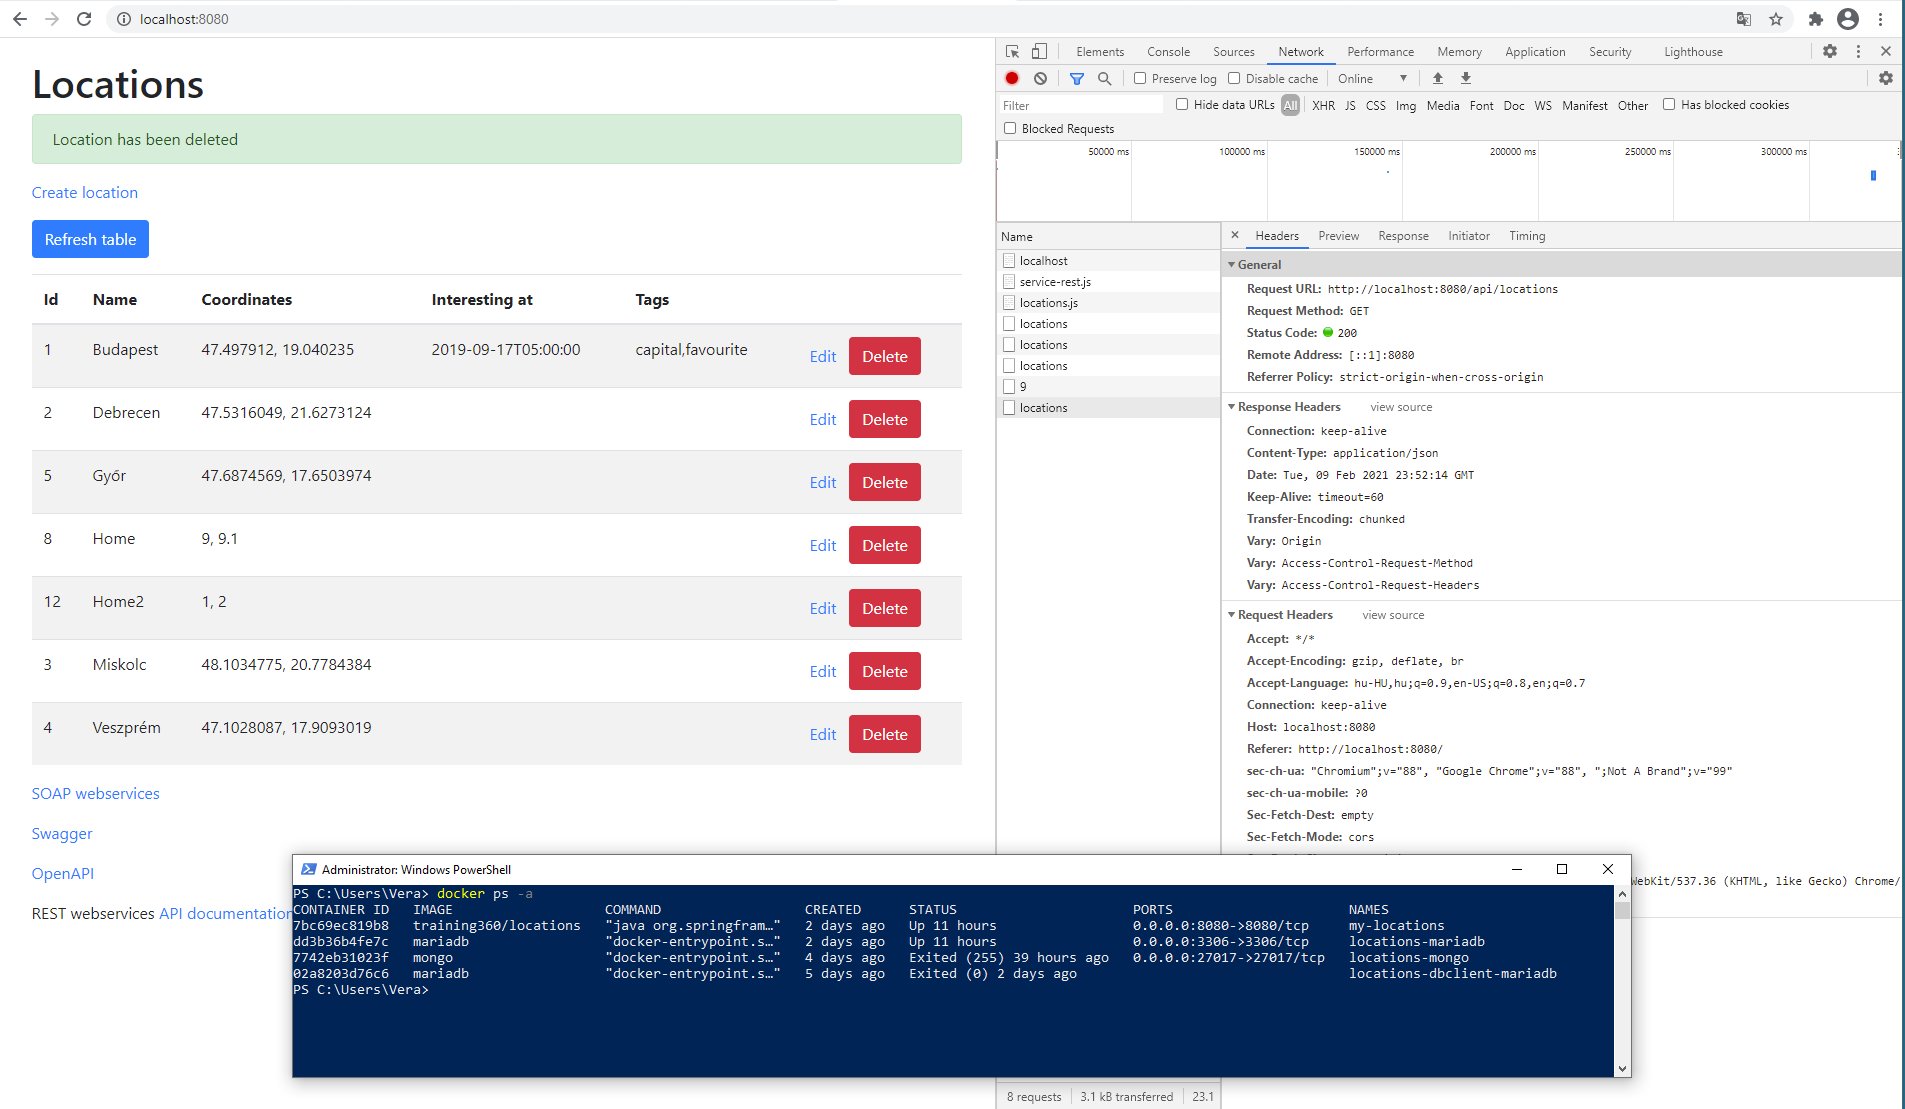 localhost:8080
Locations
Location has been deleted
Create location
Refresh table
Id Name Coordinates Interesting at Tags
1 Budapest 47.497912, 19.040235 2019-09-17T05:00:00 capital,favourite Edit Delete
2 Debrecen 47.5316049, 21.6273124 Edit Delete
5 Győr 47.6874569, 17.6503974 Edit Delete
8 Home 9, 9.1 Edit Delete
12 Home2 1, 2 Edit Delete
3 Miskolc 48.1034775, 20.7784384 Edit Delete
4 Veszprém 47.1028087, 17.9093019 Edit Delete
SOAP webservices
Swagger
OpenAPI
REST webservices API documentation
Elements Console Sources Network Performance Memory Application Security Lighthouse
Preserve log Disable cache Online
Filter Hide data URLs All XHR JS CSS Img Media Font Doc WS Manifest Other Has blocked cookies
Blocked Requests
50000 ms 100000 ms 150000 ms 200000 ms 250000 ms 300000 ms
Name
localhost
service-rest.js
locations.js
locations
locations
locations
9
locations
Headers Preview Response Initiator Timing
General
Request URL: http://localhost:8080/api/locations
Request Method: GET
Status Code: 200
Remote Address: [::1]:8080
Referrer Policy: strict-origin-when-cross-origin
Response Headers view source
Connection: keep-alive
Content-Type: application/json
Date: Tue, 09 Feb 2021 23:52:14 GMT
Keep-Alive: timeout=60
Transfer-Encoding: chunked
Vary: Origin
Vary: Access-Control-Request-Method
Vary: Access-Control-Request-Headers
Request Headers view source
Accept: */*
Accept-Encoding: gzip, deflate, br
Accept-Language: hu-HU,hu;q=0.9,en-US;q=0.8,en;q=0.7
Connection: keep-alive
Host: localhost:8080
Referer: http://localhost:8080/
sec-ch-ua: "Chromium";v="88", "Google Chrome";v="88", ";Not A Brand";v="99"
sec-ch-ua-mobile: ?0
Sec-Fetch-Dest: empty
Sec-Fetch-Mode: cors
WebKit/537.36 (KHTML, like Gecko) Chrome/
Administrator: Windows PowerShell
PS C:\Users\Vera> docker ps -a
CONTAINER ID IMAGE COMMAND CREATED STATUS PORTS NAMES
7bc69ec819b8 training360/locations "java org.springfram…" 2 days ago Up 11 hours 0.0.0.0:8080->8080/tcp my-locations
dd3b36b4fe7c mariadb "docker-entrypoint.s…" 2 days ago Up 11 hours 0.0.0.0:3306->3306/tcp locations-mariadb
7742eb31023f mongo "docker-entrypoint.s…" 4 days ago Exited (255) 39 hours ago 0.0.0.0:27017->27017/tcp locations-mongo
02a8203d76c6 mariadb "docker-entrypoint.s…" 5 days ago Exited (0) 2 days ago locations-dbclient-mariadb
PS C:\Users\Vera>
8 requests 3.1 kB transferred 23.1